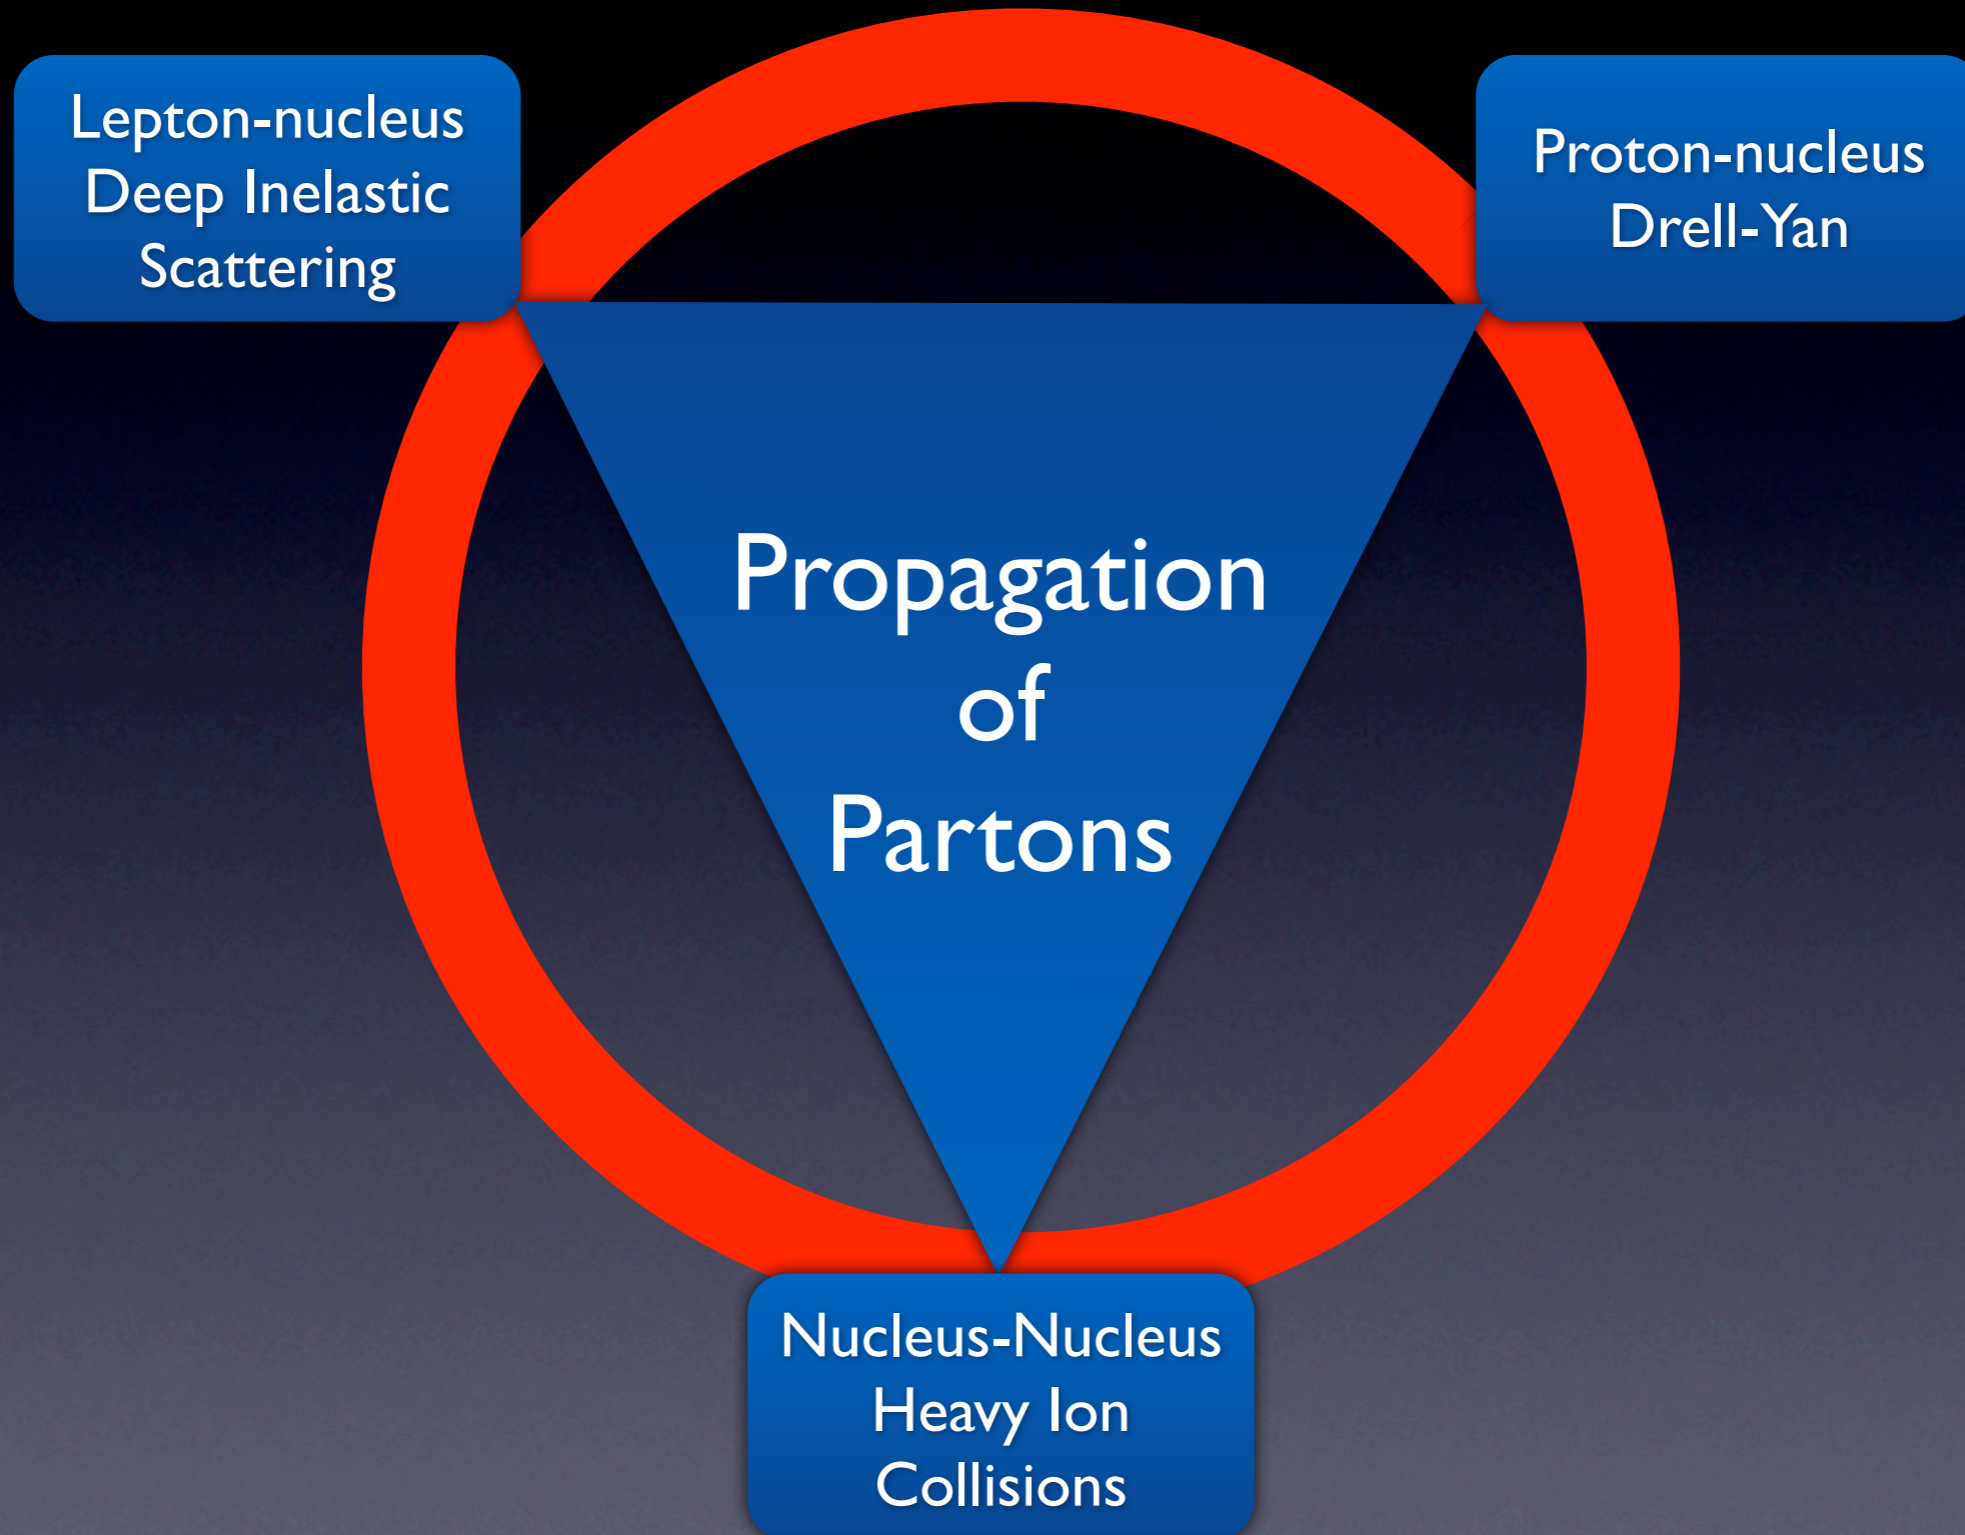 Lepton-nucleus
Deep Inelastic
Scattering
Proton-nucleus
Drell-Yan
Propagation
of
Partons
Nucleus-Nucleus
Heavy Ion
Collisions